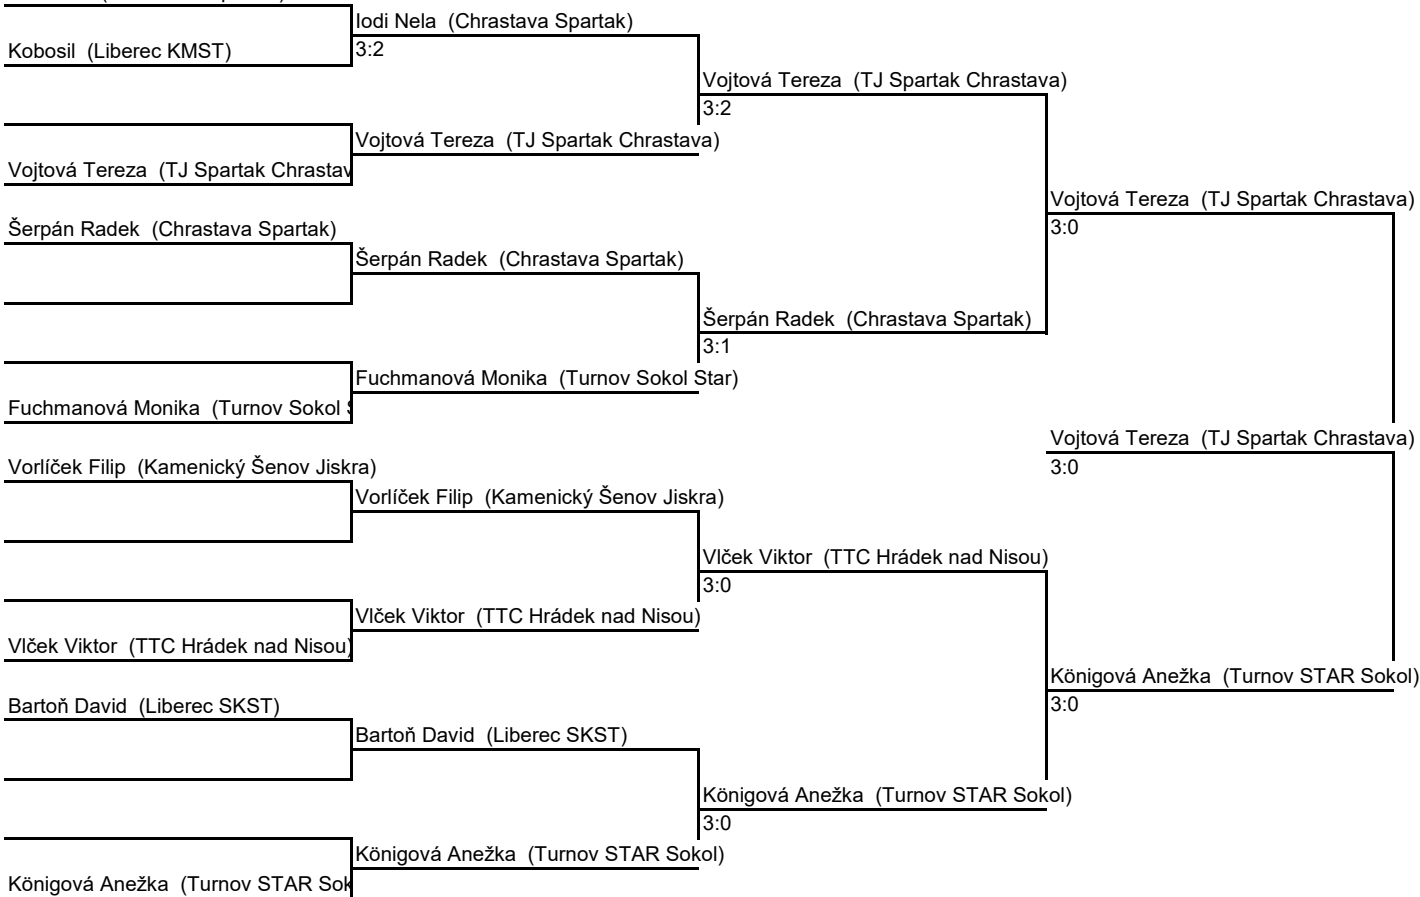 Iodi Nela (Chrastava Spartak)
Kobosil (Liberec KMST)
3:2
Vojtová Tereza (TJ Spartak Chrastava)
3:2
Vojtová Tereza (TJ Spartak Chrastava)
Vojtová Tereza (TJ Spartak Chrastav
Vojtová Tereza (TJ Spartak Chrastava)
3:0
Šerpán Radek (Chrastava Spartak)
Šerpán Radek (Chrastava Spartak)
Šerpán Radek (Chrastava Spartak)
3:1
Fuchmanová Monika (Turnov Sokol Star)
Fuchmanová Monika (Turnov Sokol
Vojtová Tereza (TJ Spartak Chrastava)
3:0
Vorlíček Filip (Kamenický Šenov Jiskra)
Vorlíček Filip (Kamenický Šenov Jiskra)
Vlček Viktor (TTC Hrádek nad Nisou)
3:0
Vlček Viktor (TTC Hrádek nad Nisou)
Vlček Viktor (TTC Hrádek nad Nisou)
Königová Anežka (Turnov STAR Sokol)
3:0
Bartoň David (Liberec SKST)
Bartoň David (Liberec SKST)
Königová Anežka (Turnov STAR Sokol)
3:0
Königová Anežka (Turnov STAR Sokol)
Königová Anežka (Turnov STAR Sok